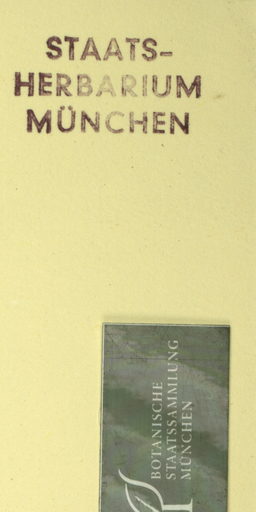 STAATS-
HERBARIUM
MÜNCHEN
BOTANISCHE
STAATSSAMMLUNG
MÜNCHEN